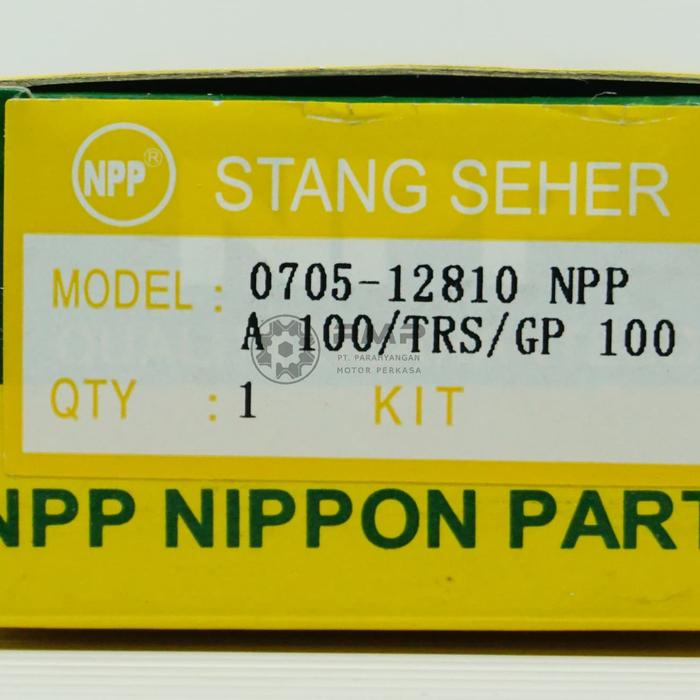 NPP® STANG SEHER
MODEL : 0705-12810 NPP
A 100/TRS/GP 100
PT. PARAHYANGAN
MOTOR PERKASA
QTY : 1 KIT
NPP NIPPON PART